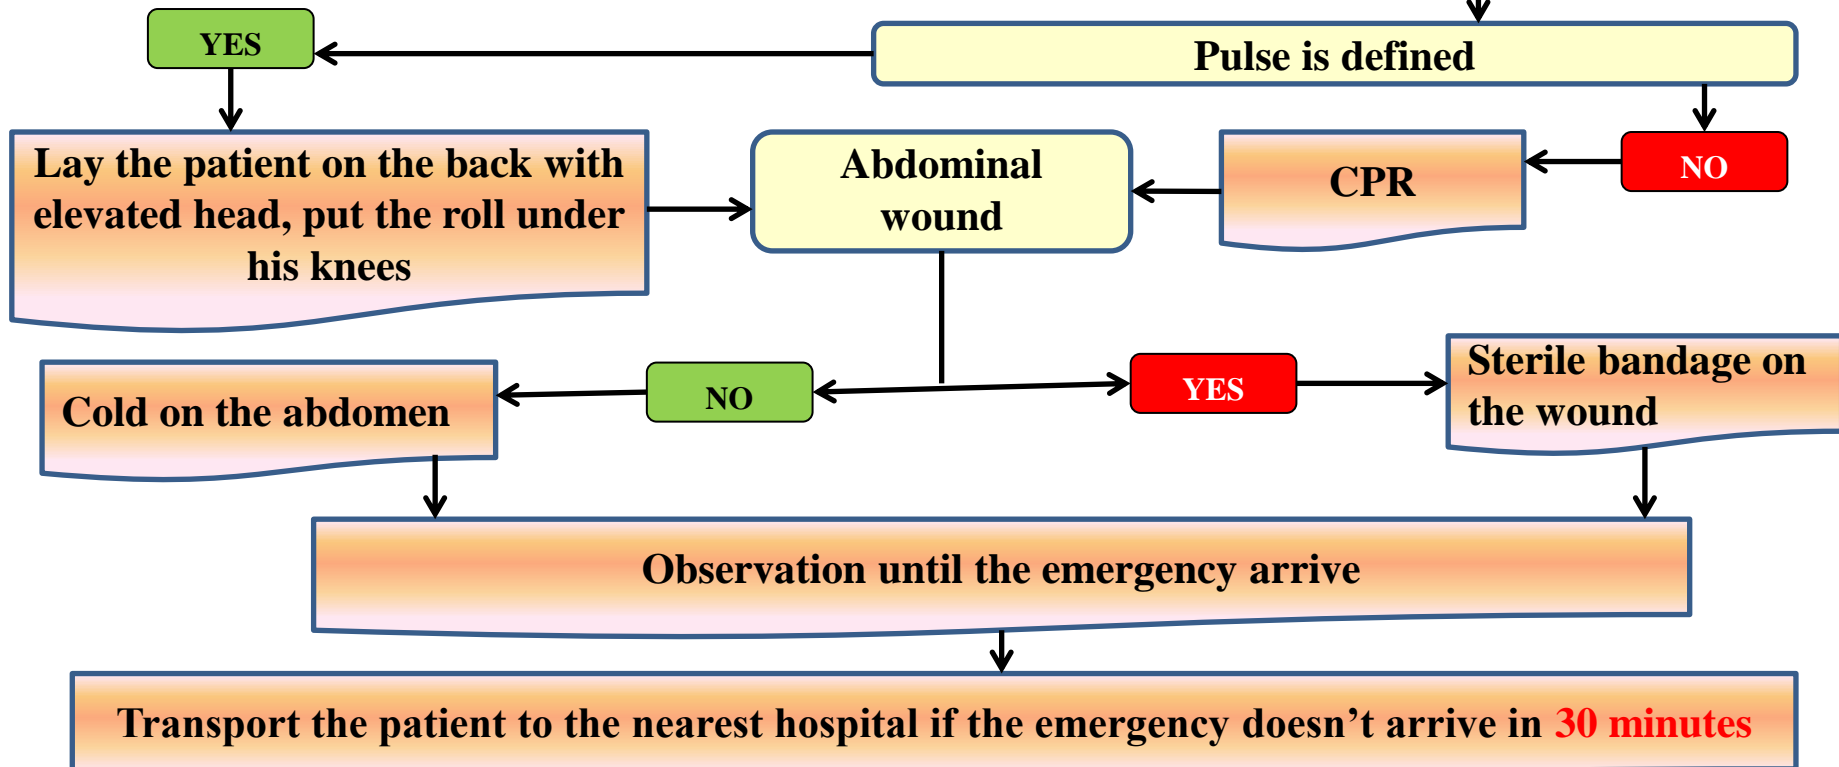 YES
Pulse is defined
Lay the patient on the back with
elevated head, put the roll under
his knees
Abdominal
wound
CPR
NO
Cold on the abdomen
NO
YES
Sterile bandage on
the wound
Observation until the emergency arrive
Transport the patient to the nearest hospital if the emergency doesn’t arrive in 30 minutes